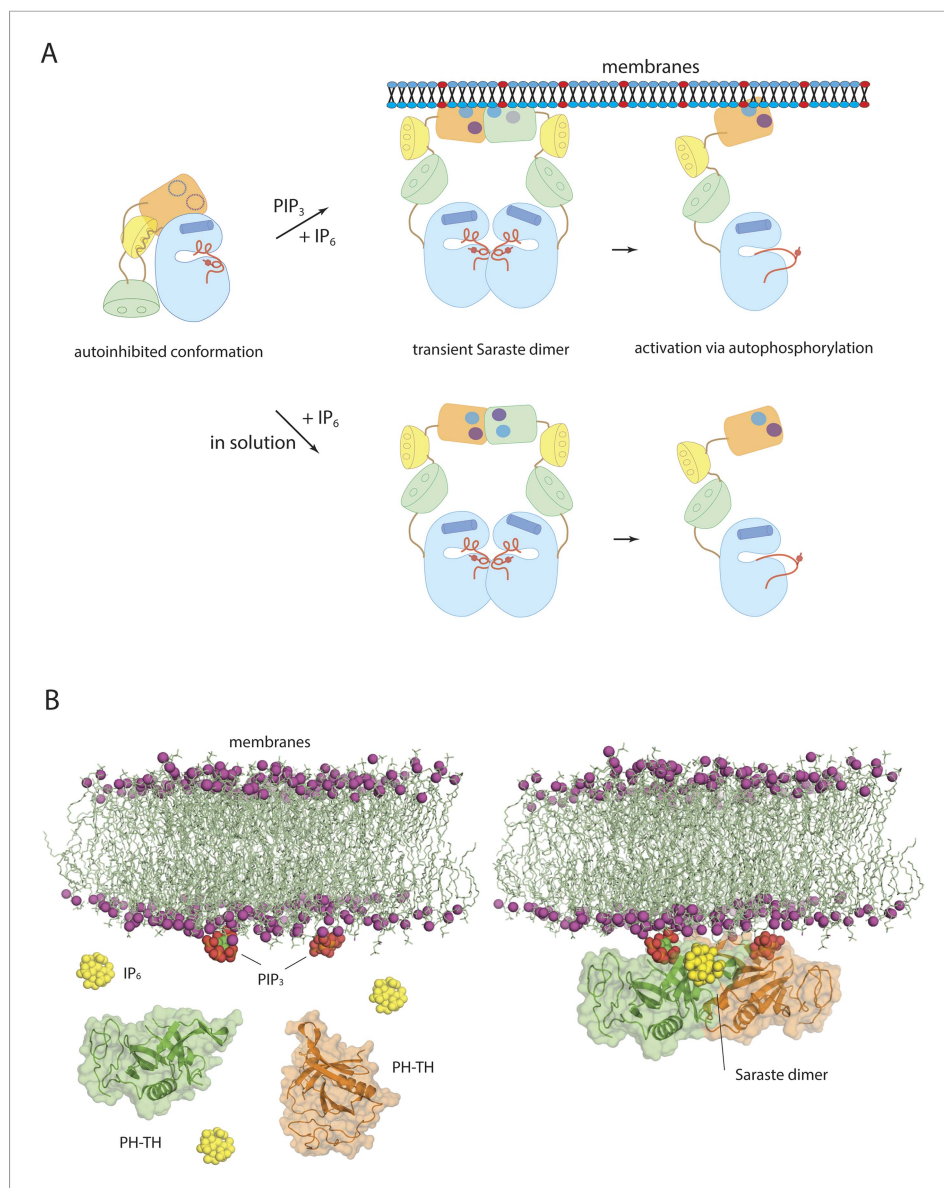 A
membranes
PIP₃
+ IP₆
autoinhibited conformation
transient Saraste dimer
activation via autophosphorylation
+ IP₆
in solution
B
membranes
IP₆
PIP₃
PH-TH
PH-TH
Saraste dimer